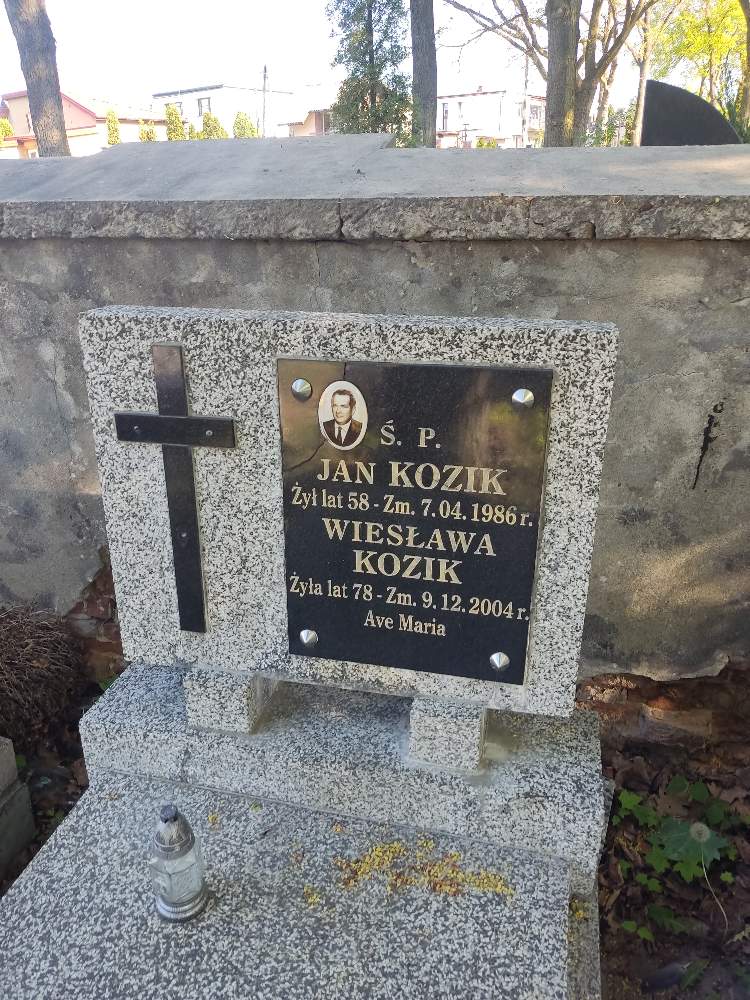 Ś. P.
JAN KOZIK
Żył lat 58 - Zm. 7.04.1986 r.
WIESŁAWA
KOZIK
Żyła lat 78 - Zm. 9.12.2004 r.
Ave Maria